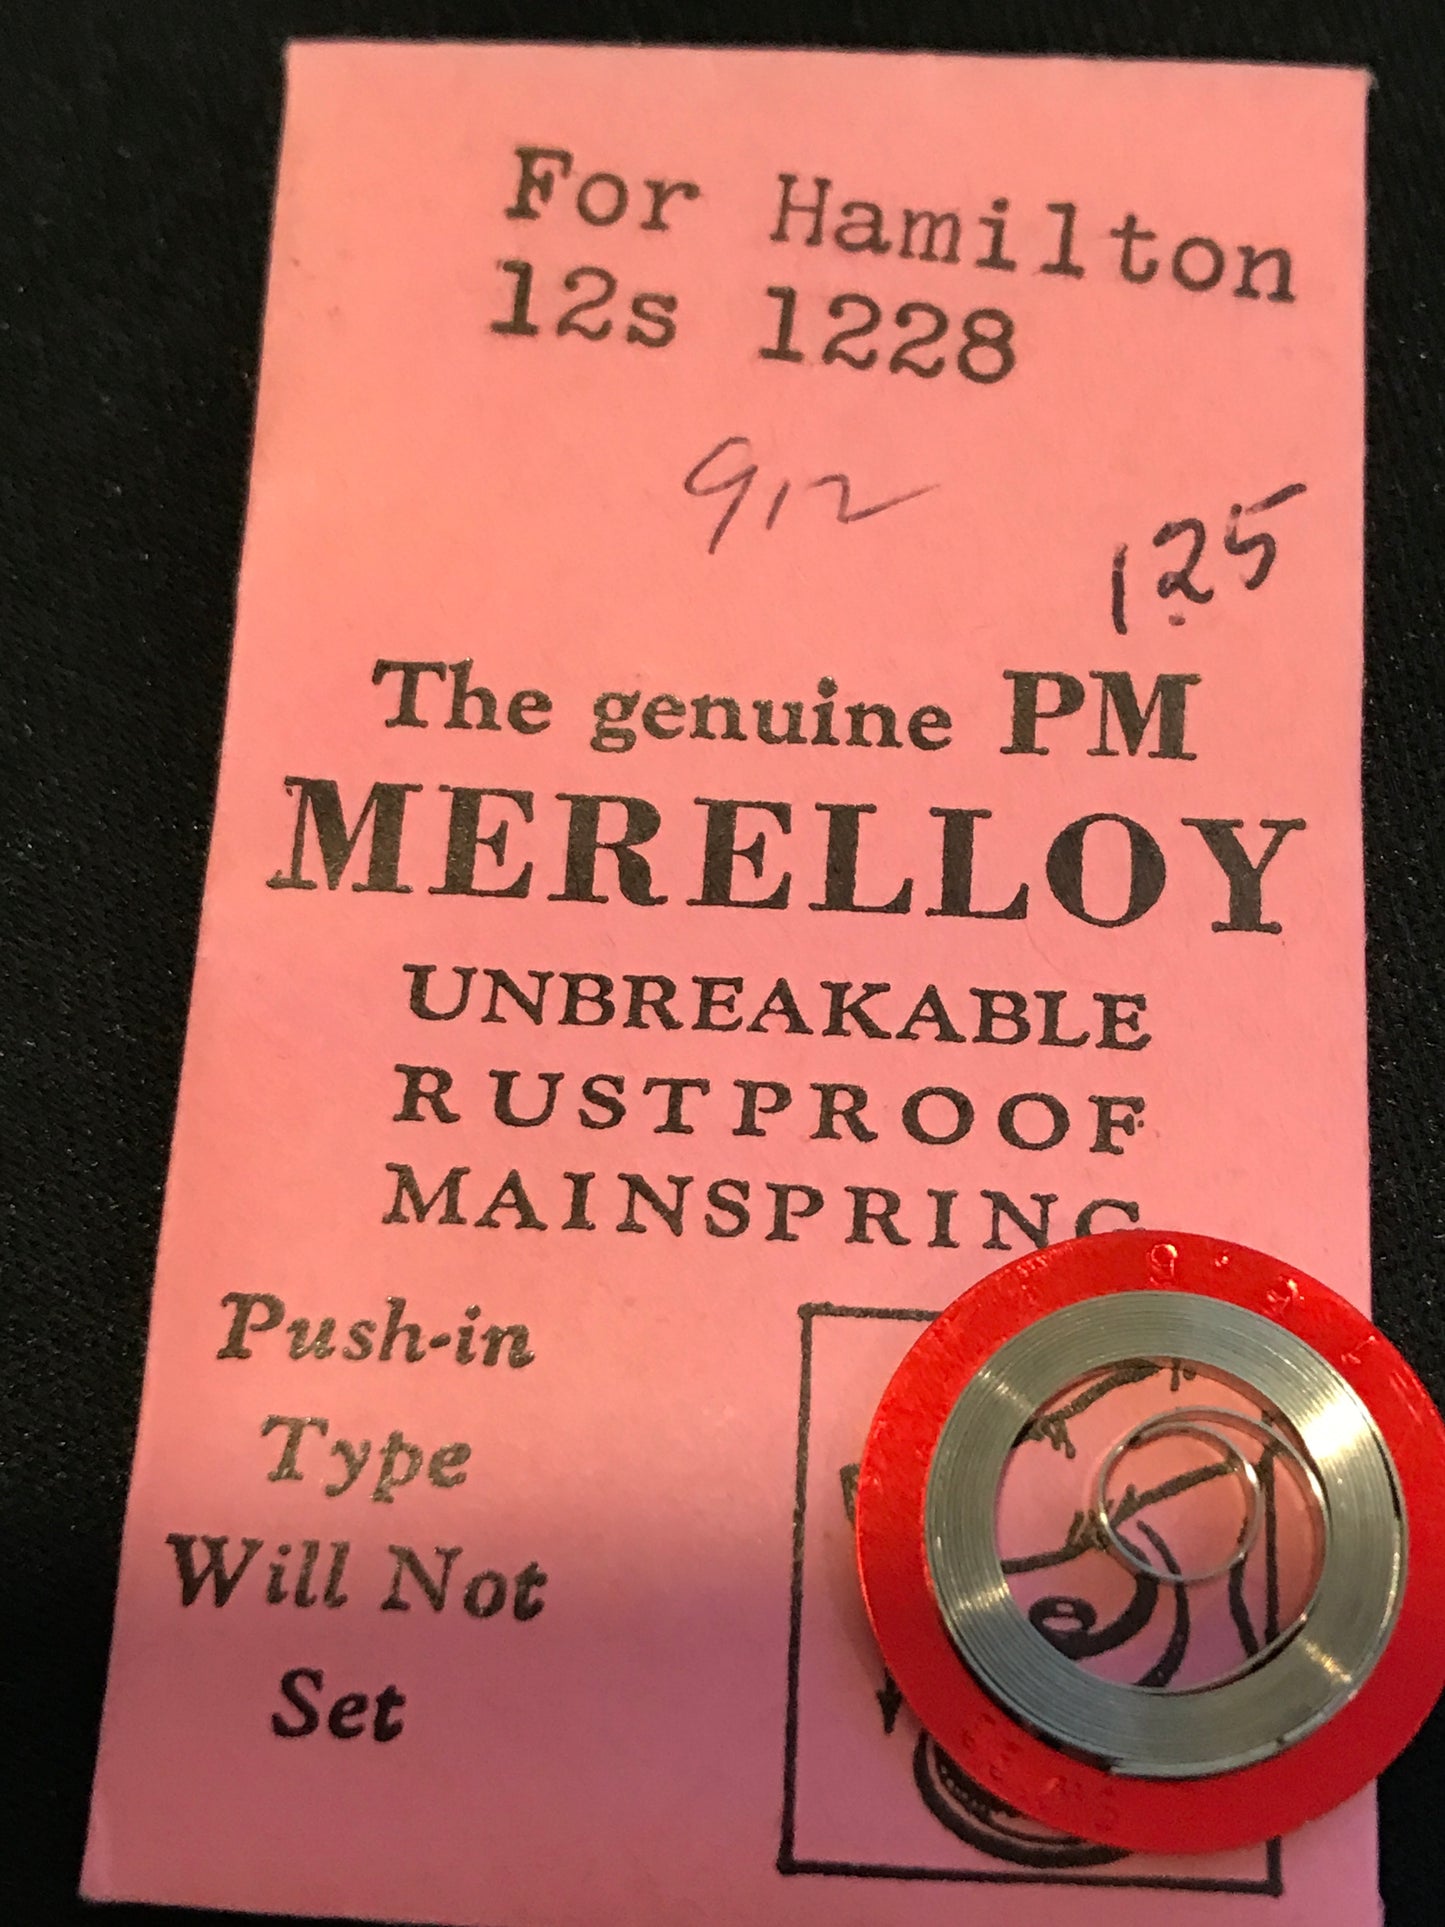 For Hamilton
12s 1228
912
125
The genuine PM
MERELLOY
UNBREAKABLE
RUSTPROOF
MAINSPRING
Push-in
Type
Will Not
Set